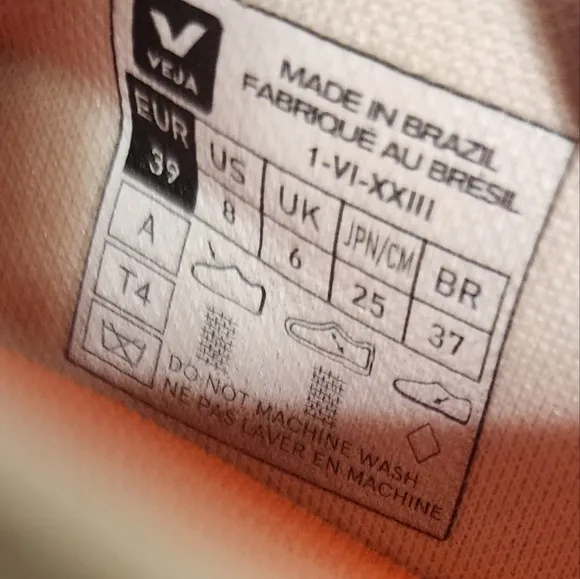 VEJA
MADE IN BRAZIL
FABRIQUÉ AU BRÉSIL
1-VI-XXIII
EUR US UK JPN/CM BR
39 8 6 25 37
A
T4
DO NOT MACHINE WASH
NE PAS LAVER EN MACHINE